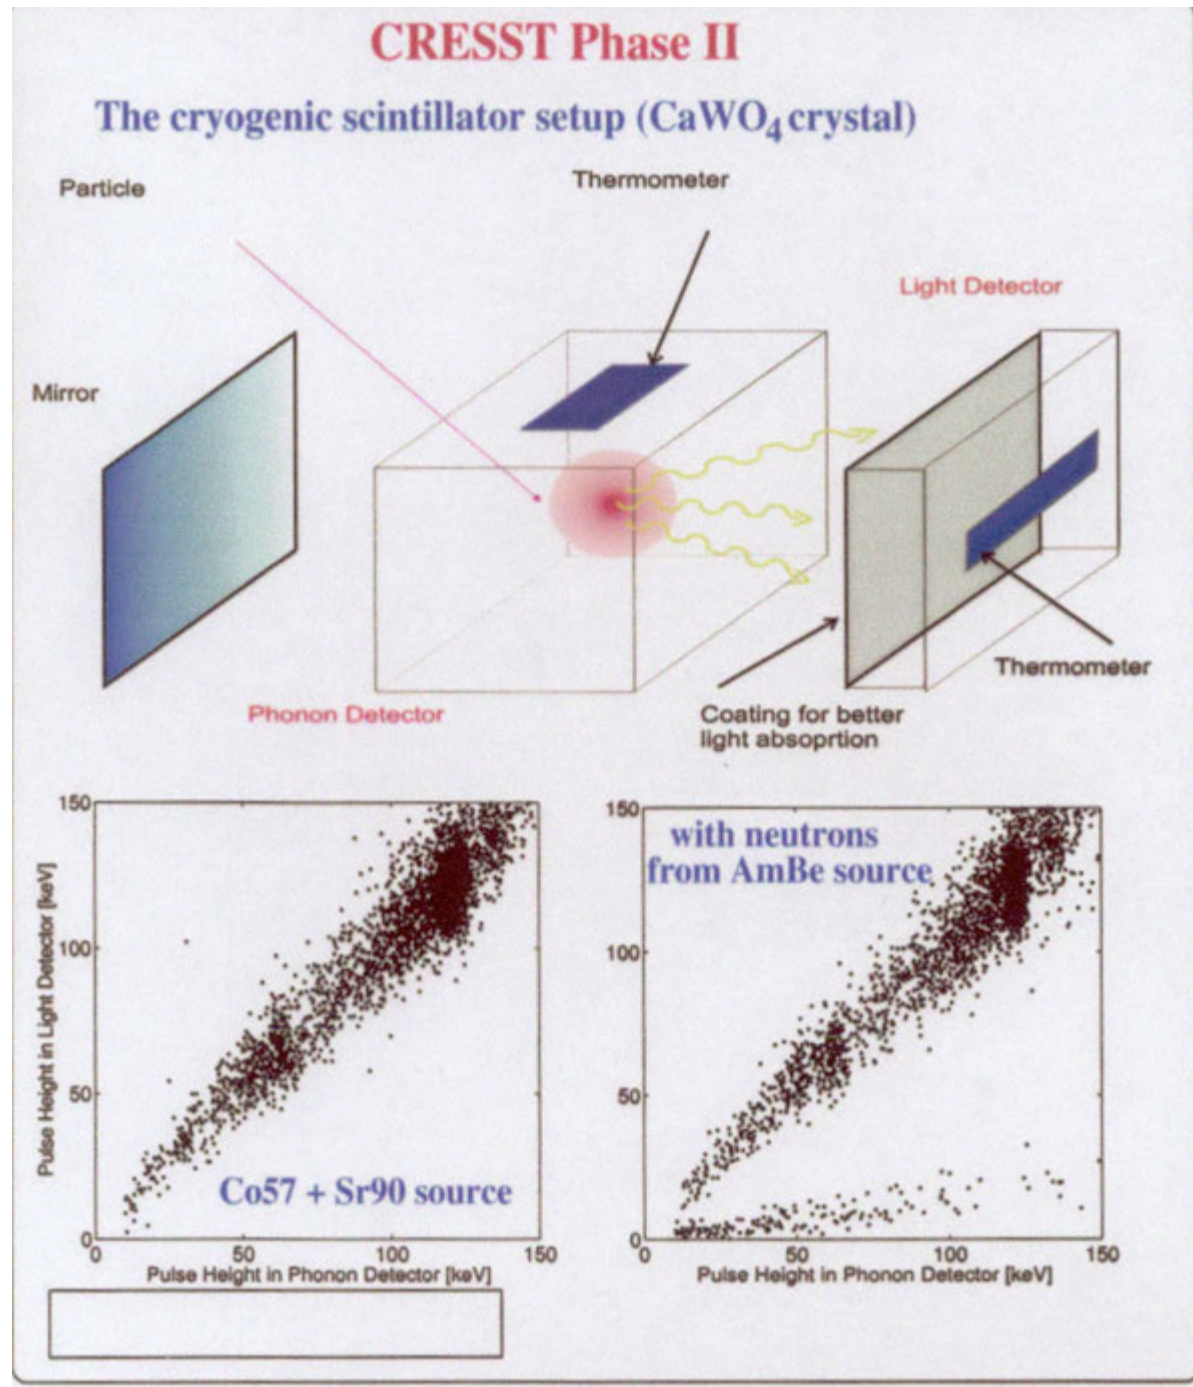 CRESST Phase II
The cryogenic scintillator setup (CaWO4 crystal)
Particle
Thermometer
Light Detector
Mirror
Thermometer
Phonon Detector
Coating for better
light absoprtion
150
100
50
0
0 50 100 150
Pulse Height in Light Detector [keV]
Co57 + Sr90 source
Pulse Height in Phonon Detector [keV]
with neutrons
from AmBe source
150
100
50
0
0 50 100 150
Pulse Height in Phonon Detector [keV]